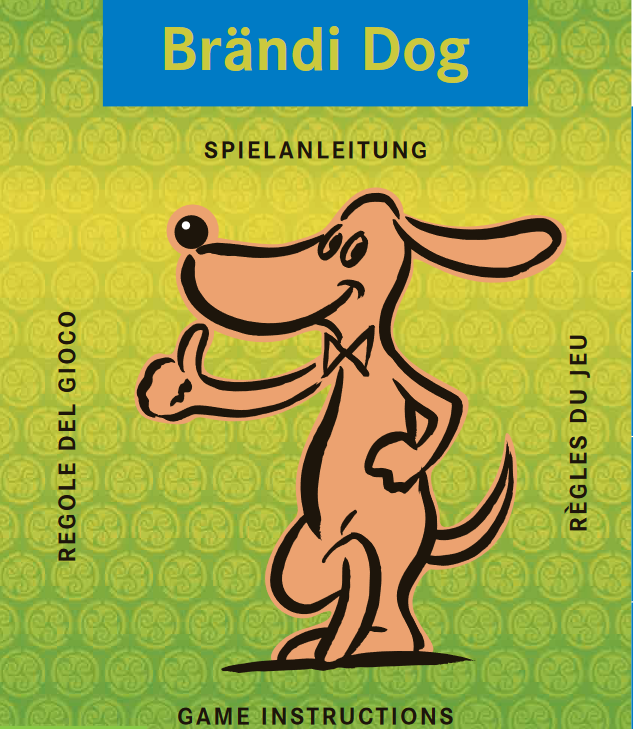 Brändi Dog
SPIELANLEITUNG
REGOLE DEL GIOCO
RÈGLES DU JEU
GAME INSTRUCTIONS